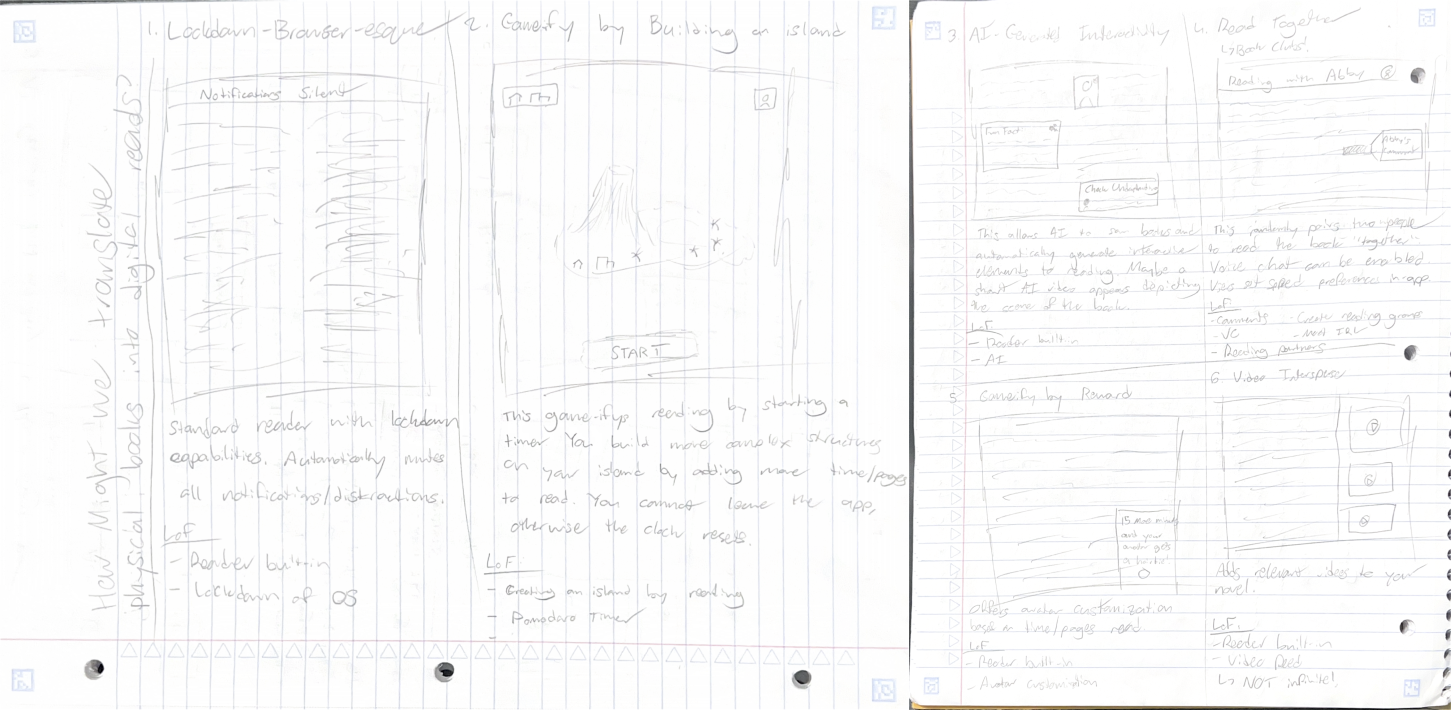 How Might We translate
physical books into digital reads?
1. Lockdown-Browser-esque
Notifications Silent
Standard reader with lockdown
capabilities. Automatically mutes
all notifications/distractions.
LoF
- Reader built-in
- Lockdown of OS
2. Gameify by Building an island
START
This game-ifys reading by starting a
timer You build more complex structures
on your island by adding more time/pages
to read. You cannot leave the app,
otherwise the clock resets.
LoF:
- Creating an island by reading
- Pomodoro Timer
-
3 AI-Generated Interactivity
Fun Fact
Check Understanding
This allows AI to scan books and
automatically generate interactive
elements to reading. Maybe a
short AI video appears depicting
the scene of the book.
LoF:
- Reader built-in
- AI
4. Read Together
↳ Book Clubs!
Reading with Abby
Abby's
Comment
This randomly pairs two people
to read the book "together"
Voice chat can be enabled
set speed preference in-app
LoF
- Comments - Create reading groups
- VC - Meet IRL
- Reading partners
5 Gameify by Reward
15 more minutes
and your
avatar gets
a
Offers avatar customization
based on time/pages read
LoF
- Reader built-in
- Avatar customization
6 Video Intersperse
Adds relevant videos to your
novel.
LoF:
- Reader built-in
- Video Feed
↳ NOT infinite!